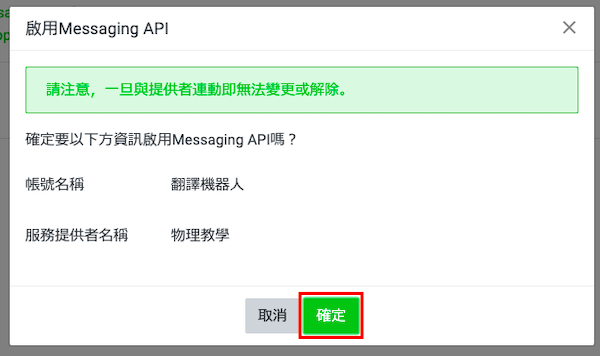 啟用Messaging API
請注意，一旦與提供者連動即無法變更或解除。
確定要以下方資訊啟用Messaging API嗎？
帳號名稱 翻譯機器人
服務提供者名稱 物理教學
取消 確定